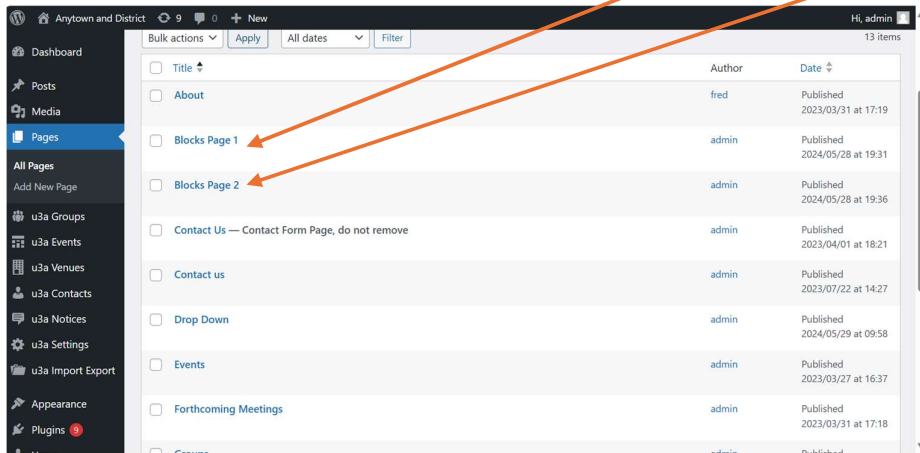 Anytown and District 9 0 + New Hi, admin
Bulk actions Apply All dates Filter 13 items
Dashboard
Posts
Media
Pages
All Pages
Add New Page
u3a Groups
u3a Events
u3a Venues
u3a Contacts
u3a Notices
u3a Settings
u3a Import Export
Appearance
Plugins 9
Title Author Date
About fred Published
2023/03/31 at 17:19
Blocks Page 1 admin Published
2024/05/28 at 19:31
Blocks Page 2 admin Published
2024/05/28 at 19:36
Contact Us — Contact Form Page, do not remove admin Published
2023/04/01 at 18:21
Contact us admin Published
2023/07/22 at 14:27
Drop Down admin Published
2024/05/29 at 09:58
Events admin Published
2023/03/27 at 16:37
Forthcoming Meetings admin Published
2023/03/31 at 17:18